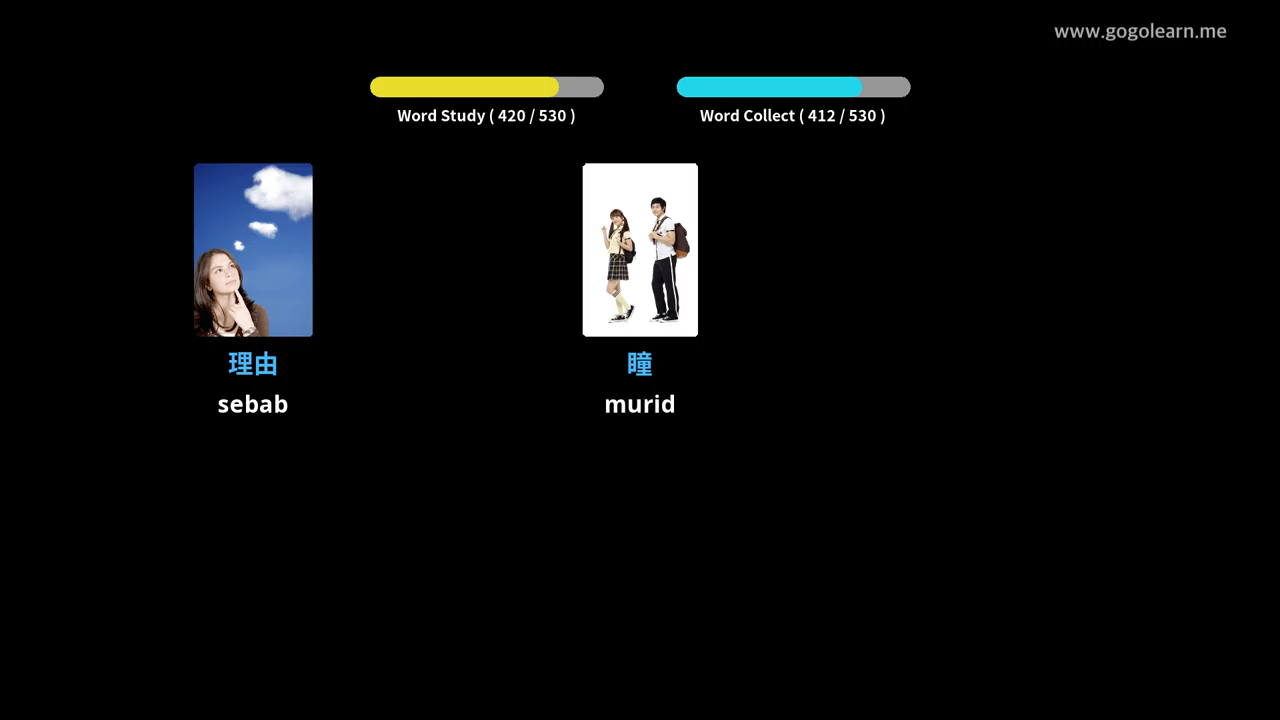 www.gogolearn.me
Word Study ( 420 / 530 )
Word Collect ( 412 / 530 )
理由
sebab
瞳
murid